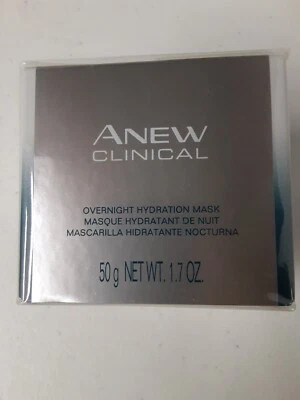 ANEW
CLINICAL
OVERNIGHT HYDRATION MASK
MASQUE HYDRATANT DE NUIT
MASCARILLA HIDRATANTE NOCTURNA
50 g NET WT. 1.7 OZ.